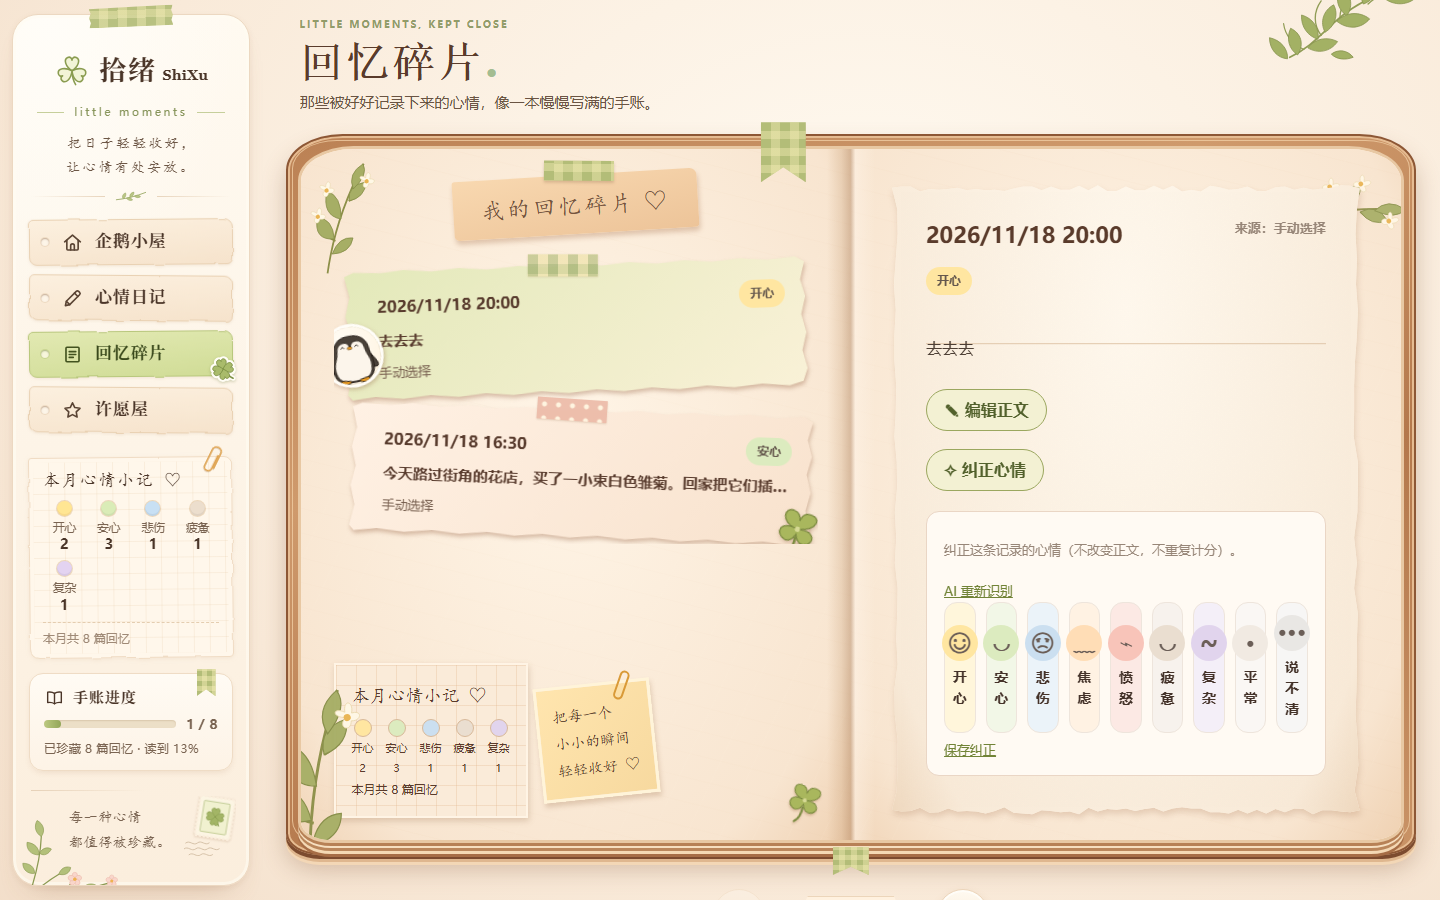 拾绪 ShiXu
little moments
把日子轻轻收好，
让心情有处安放。
企鹅小屋
心情日记
回忆碎片
许愿屋
本月心情小记 ♡
开心 安心 悲伤 疲惫
2 3 1 1
复杂
1
本月共 8 篇回忆
手账进度
1 / 8
已珍藏 8 篇回忆 · 读到 13%
每一种心情
都值得被珍藏。
LITTLE MOMENTS, KEPT CLOSE
回忆碎片.
那些被好好记录下来的心情，像一本慢慢写满的手账。
我的回忆碎片 ♡
2026/11/18 20:00
开心
去去去
手动选择
2026/11/18 16:30
安心
今天路过街角的花店，买了一小束白色雏菊。回家把它们插...
手动选择
本月心情小记 ♡
开心 安心 悲伤 疲惫 复杂
2 3 1 1 1
本月共 8 篇回忆
把每一个
小小的瞬间
轻轻收好 ♡
2026/11/18 20:00
来源：手动选择
开心
去去去
编辑正文
纠正心情
纠正这条记录的心情（不改变正文，不重复计分）。
AI 重新识别
开心 安心 悲伤 焦虑 愤怒 疲惫 复杂 平常 说不清
保存纠正